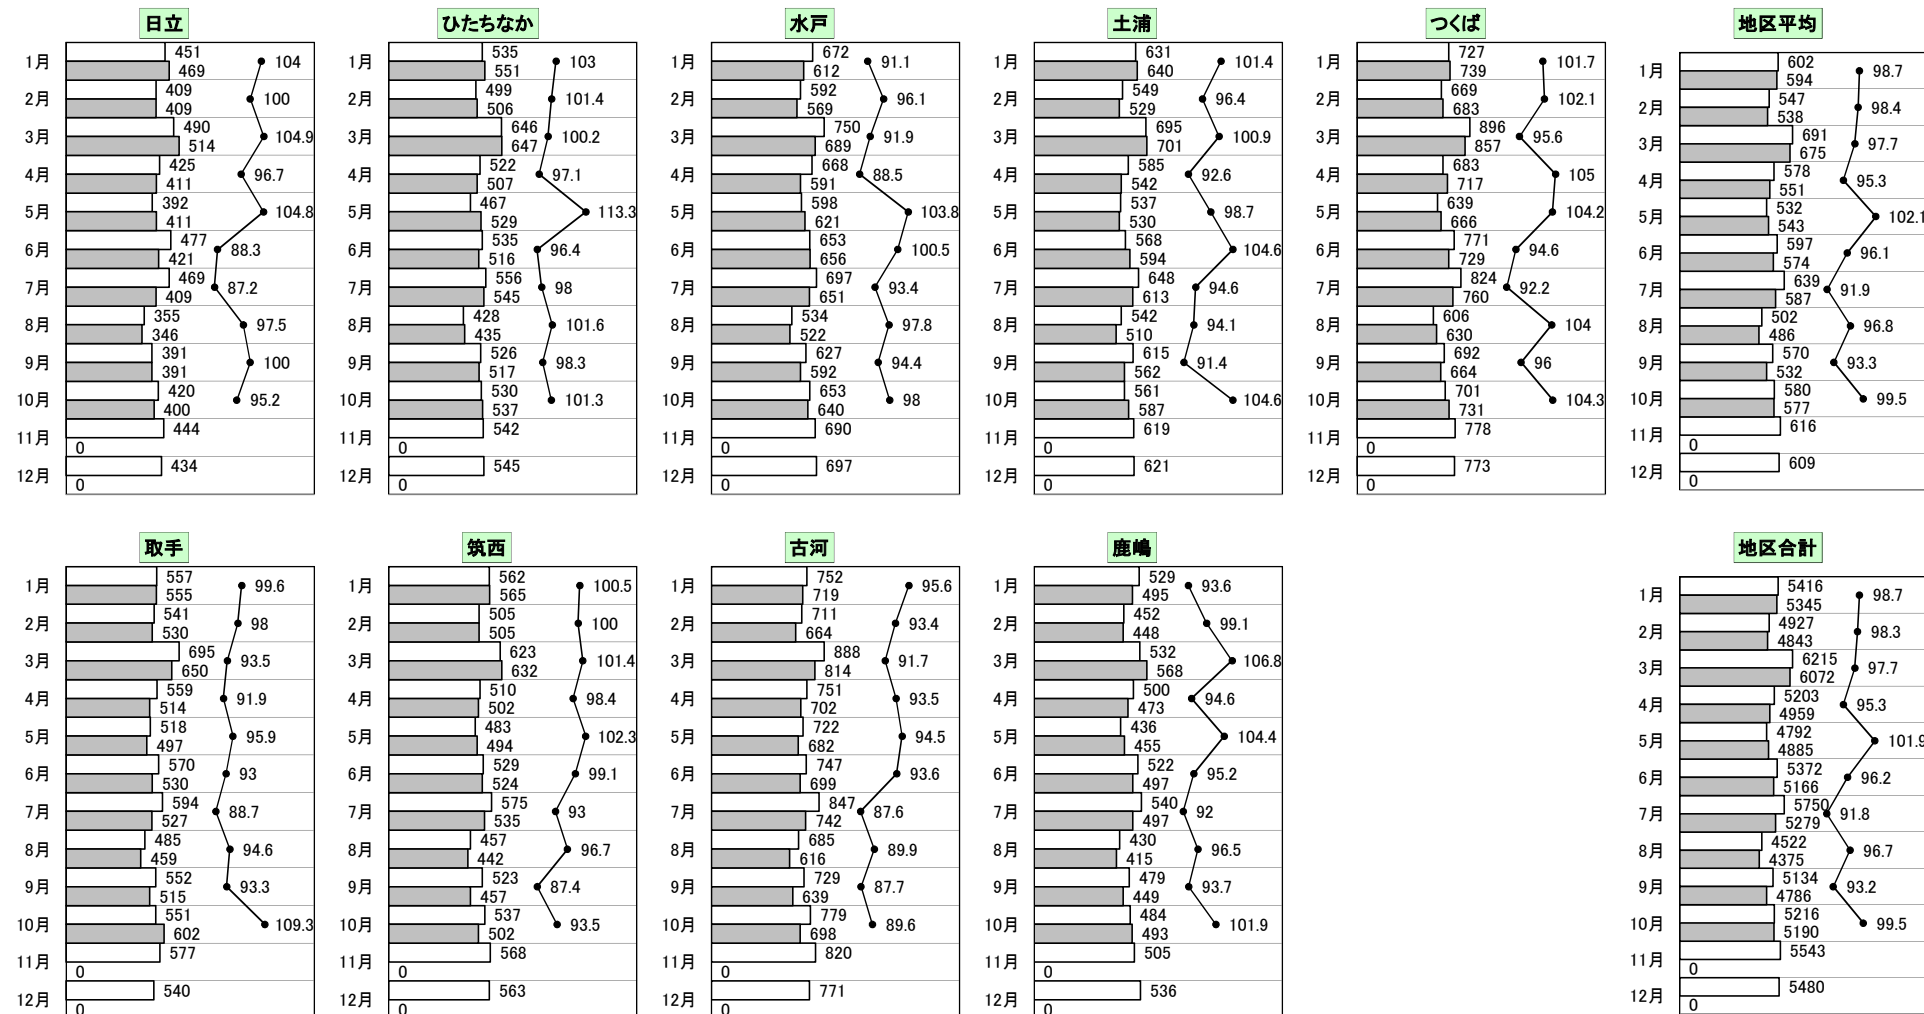 日立
1月 451 469 104
2月 409 409 100
3月 490 514 104.9
4月 425 411 96.7
5月 392 411 104.8
6月 477 421 88.3
7月 469 409 87.2
8月 355 346 97.5
9月 391 391 100
10月 420 400 95.2
11月 444 0
12月 434 0
ひたちなか
1月 535 551 103
2月 499 506 101.4
3月 646 647 100.2
4月 522 507 97.1
5月 467 529 113.3
6月 535 516 96.4
7月 556 545 98
8月 428 435 101.6
9月 526 517 98.3
10月 530 537 101.3
11月 542 0
12月 545 0
水戸
1月 672 612 91.1
2月 592 569 96.1
3月 750 689 91.9
4月 668 591 88.5
5月 598 621 103.8
6月 653 656 100.5
7月 697 651 93.4
8月 534 522 97.8
9月 627 592 94.4
10月 653 640 98
11月 690 0
12月 697 0
土浦
1月 631 640 101.4
2月 549 529 96.4
3月 695 701 100.9
4月 585 542 92.6
5月 537 530 98.7
6月 568 594 104.6
7月 648 613 94.6
8月 542 510 94.1
9月 615 562 91.4
10月 561 587 104.6
11月 619 0
12月 621 0
つくば
1月 727 739 101.7
2月 669 683 102.1
3月 896 857 95.6
4月 683 717 105
5月 639 666 104.2
6月 771 729 94.6
7月 824 760 92.2
8月 606 630 104
9月 692 664 96
10月 701 731 104.3
11月 778 0
12月 773 0
地区平均
1月 602 594 98.7
2月 547 538 98.4
3月 691 675 97.7
4月 578 551 95.3
5月 532 543 102.1
6月 597 574 96.1
7月 639 587 91.9
8月 502 486 96.8
9月 570 532 93.3
10月 580 577 99.5
11月 616 0
12月 609 0
取手
1月 557 555 99.6
2月 541 530 98
3月 695 650 93.5
4月 559 514 91.9
5月 518 497 95.9
6月 570 530 93
7月 594 527 88.7
8月 485 459 94.6
9月 552 515 93.3
10月 551 602 109.3
11月 577 0
12月 540 0
筑西
1月 562 565 100.5
2月 505 505 100
3月 623 632 101.4
4月 510 502 98.4
5月 483 494 102.3
6月 529 524 99.1
7月 575 535 93
8月 457 442 96.7
9月 523 457 87.4
10月 537 502 93.5
11月 568 0
12月 563 0
古河
1月 752 719 95.6
2月 711 664 93.4
3月 888 814 91.7
4月 751 702 93.5
5月 722 682 94.5
6月 747 699 93.6
7月 847 742 87.6
8月 685 616 89.9
9月 729 639 87.7
10月 779 698 89.6
11月 820 0
12月 771 0
鹿嶋
1月 529 495 93.6
2月 452 448 99.1
3月 532 568 106.8
4月 500 473 94.6
5月 436 455 104.4
6月 522 497 95.2
7月 540 497 92
8月 430 415 96.5
9月 479 449 93.7
10月 484 493 101.9
11月 505 0
12月 536 0
地区合計
1月 5416 5345 98.7
2月 4927 4843 98.3
3月 6215 6072 97.7
4月 5203 4959 95.3
5月 4792 4885 101.9
6月 5372 5166 96.2
7月 5750 5279 91.8
8月 4522 4375 96.7
9月 5134 4786 93.2
10月 5216 5190 99.5
11月 5543 0
12月 5480 0